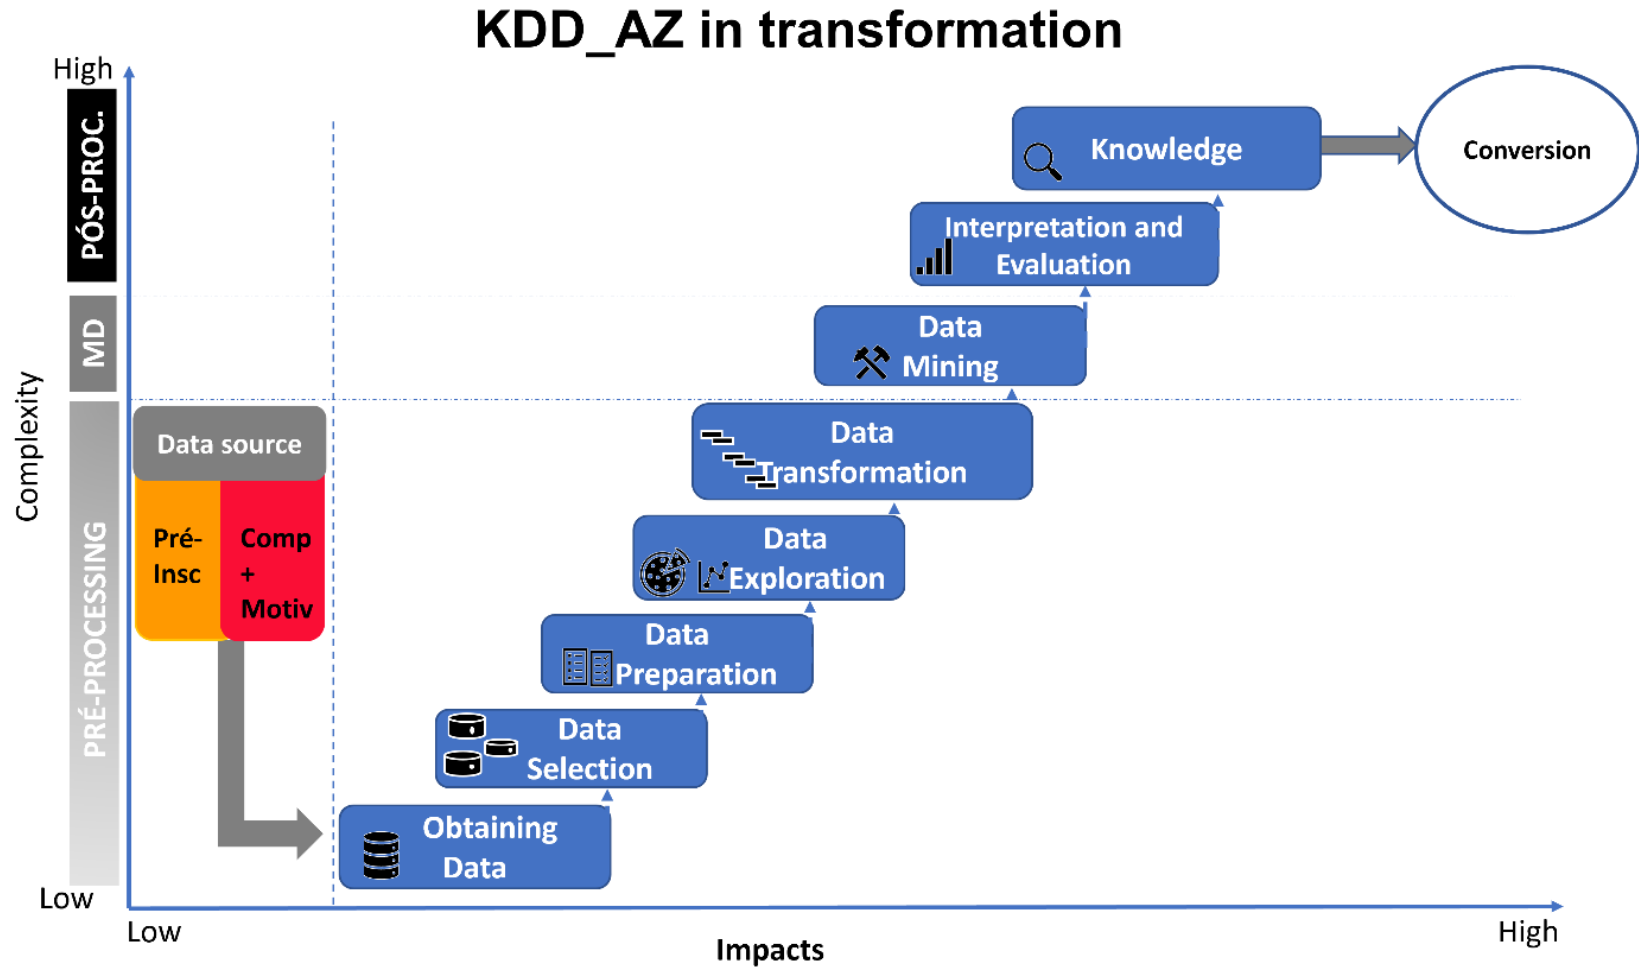 KDD_AZ in transformation
High
PÓS-PROC.
MD
PRÉ-PROCESSING
Complexity
Low
Data source
Pré-
Insc
Comp
+
Motiv
Knowledge
Conversion
Interpretation and
Evaluation
Data
Mining
Data
Transformation
Data
Exploration
Data
Preparation
Data
Selection
Obtaining
Data
Low
Impacts
High